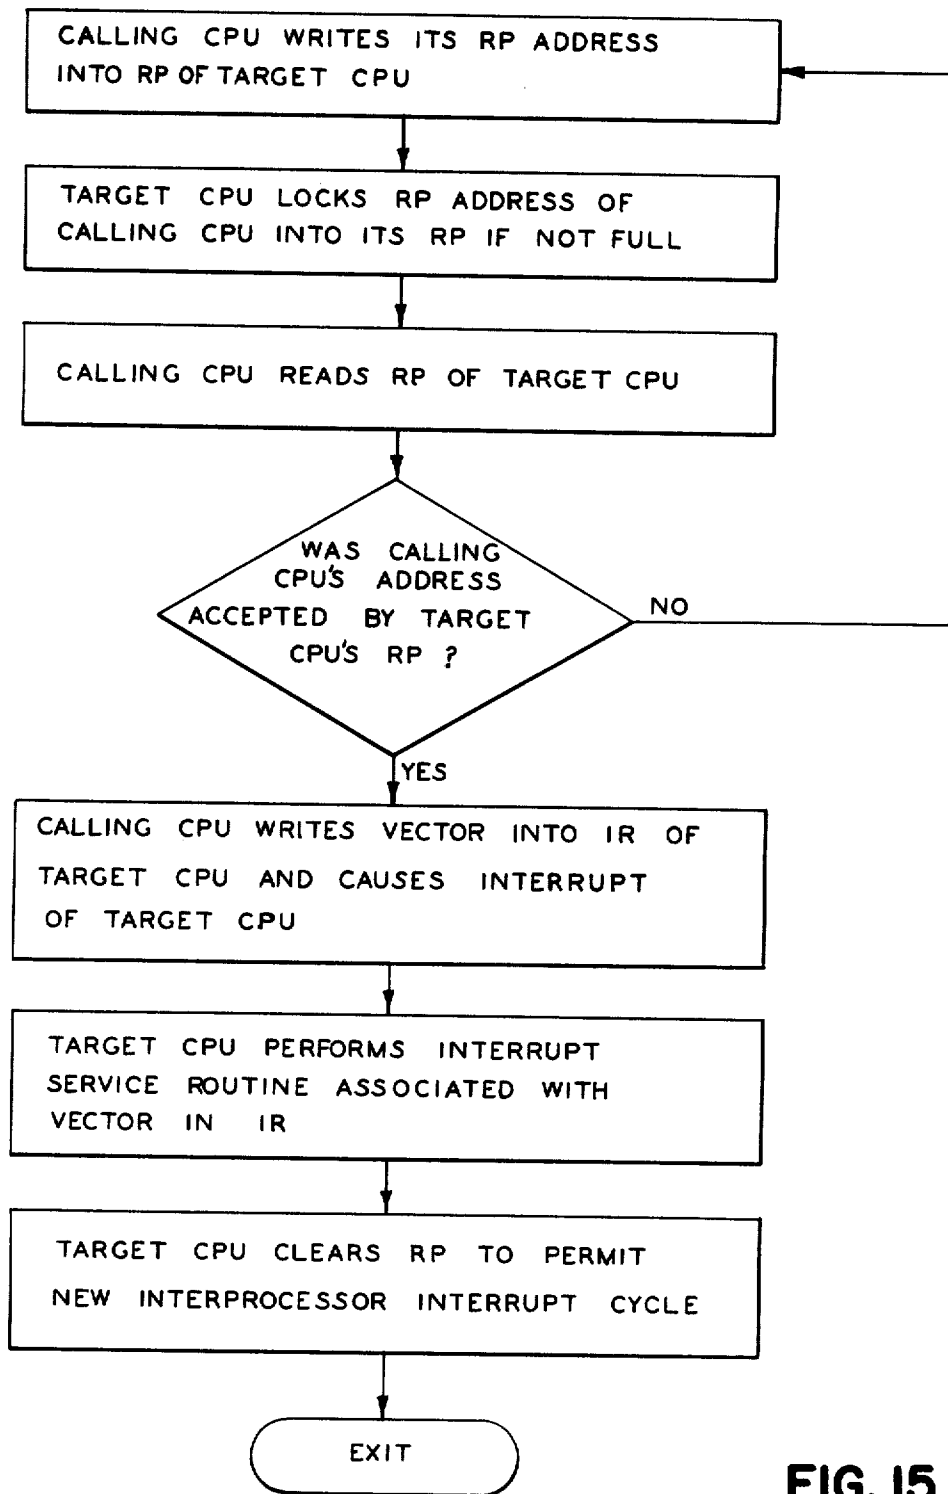 CALLING CPU WRITES ITS RP ADDRESS
INTO RP OF TARGET CPU
TARGET CPU LOCKS RP ADDRESS OF
CALLING CPU INTO ITS RP IF NOT FULL
CALLING CPU READS RP OF TARGET CPU
WAS CALLING
CPU'S ADDRESS
ACCEPTED BY TARGET
CPU'S RP ?
NO
YES
CALLING CPU WRITES VECTOR INTO IR OF
TARGET CPU AND CAUSES INTERRUPT
OF TARGET CPU
TARGET CPU PERFORMS INTERRUPT
SERVICE ROUTINE ASSOCIATED WITH
VECTOR IN IR
TARGET CPU CLEARS RP TO PERMIT
NEW INTERPROCESSOR INTERRUPT CYCLE
EXIT
FIG. 15